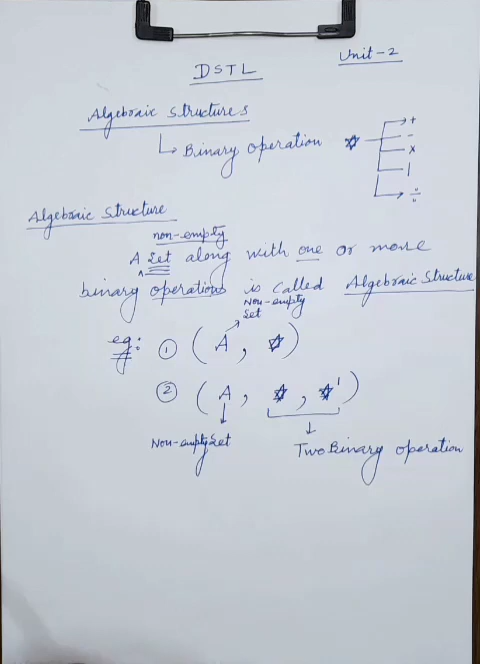 Unit-2
DSTL
Algebraic Structures
Binary operation ☆ + - × | ÷
Algebraic Structure
non-empty
A Set along with one or more
binary operations is called Algebraic Structure
Non-empty
Set
eg: ① (A, ☆)
② (A, ☆, ☆')
Non-empty Set
Two Binary operation